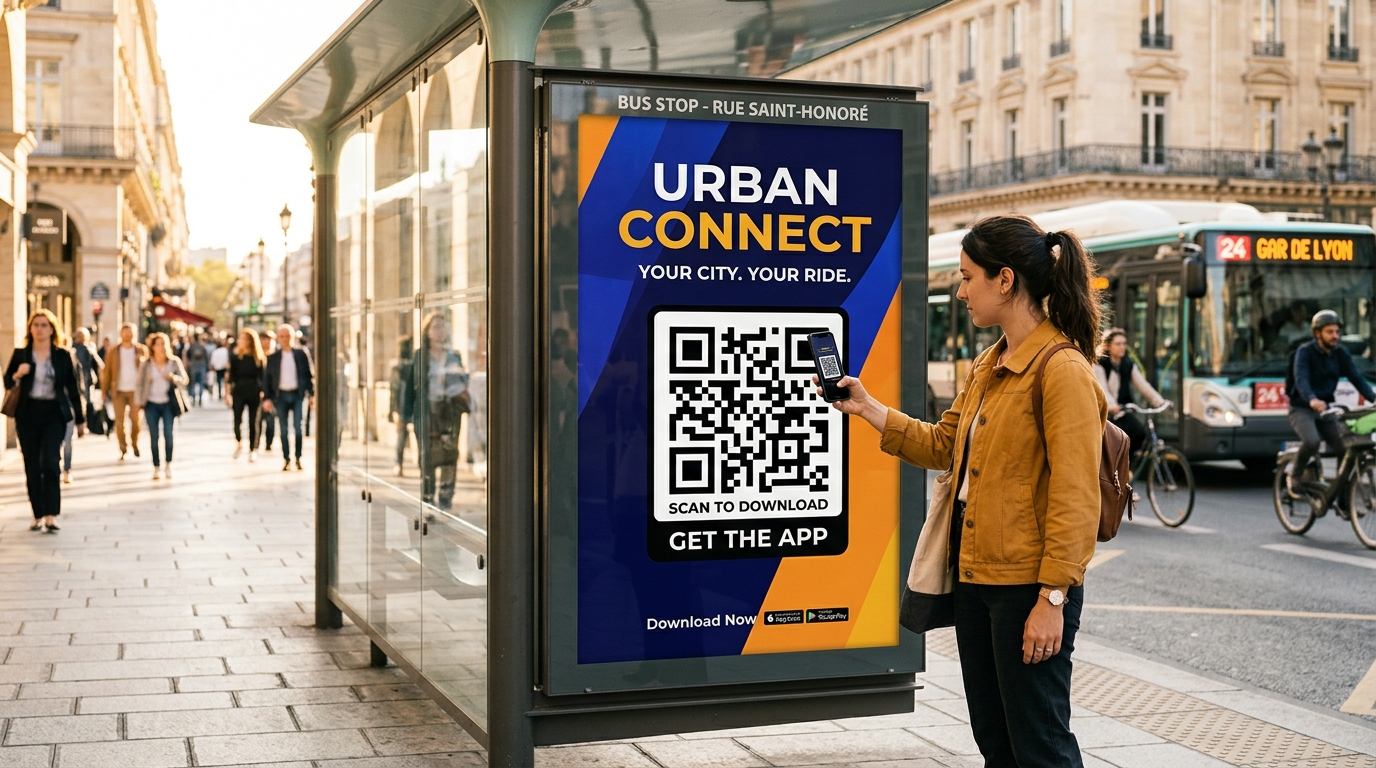 BUS STOP - RUE SAINT-HONORÉ
URBAN
CONNECT
YOUR CITY. YOUR RIDE.
SCAN TO DOWNLOAD
GET THE APP
Download Now
24 GAR DE LYON
24